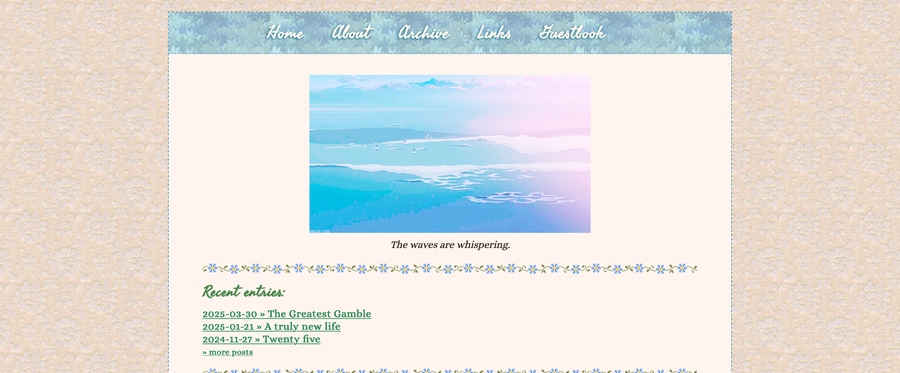 Home About Archive Links Guestbook
The waves are whispering.
Recent entries:
2025-03-30 » The Greatest Gamble
2025-01-21 » A truly new life
2024-11-27 » Twenty five
» more posts